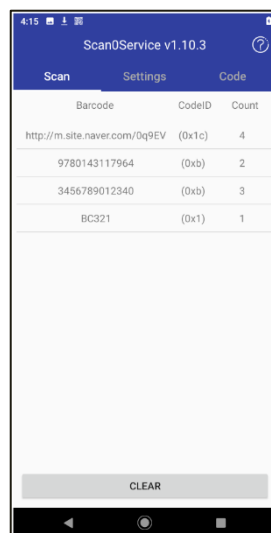 4:15
Scan0Service v1.10.3
Scan Settings Code
Barcode CodeID Count
http://m.site.naver.com/0q9EV (0x1c) 4
9780143117964 (0xb) 2
3456789012340 (0xb) 3
BC321 (0x1) 1
CLEAR